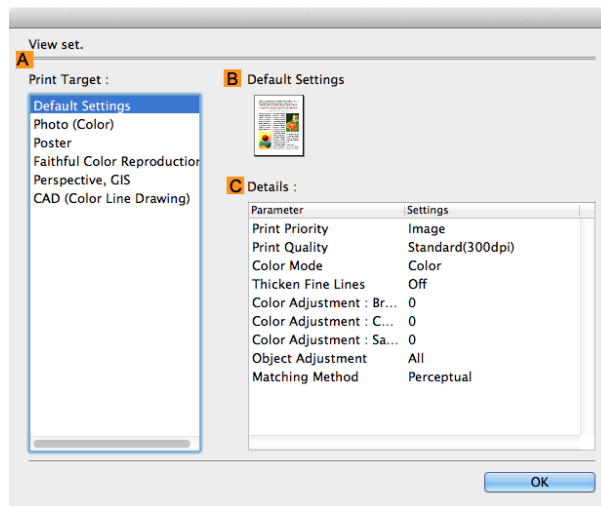 View set.
A
Print Target :
Default Settings
Photo (Color)
Poster
Faithful Color Reproduction
Perspective, GIS
CAD (Color Line Drawing)
B Default Settings
C Details :
Parameter Settings
Print Priority Image
Print Quality Standard(300dpi)
Color Mode Color
Thicken Fine Lines Off
Color Adjustment : Br... 0
Color Adjustment : C... 0
Color Adjustment : Sa... 0
Object Adjustment All
Matching Method Perceptual
OK